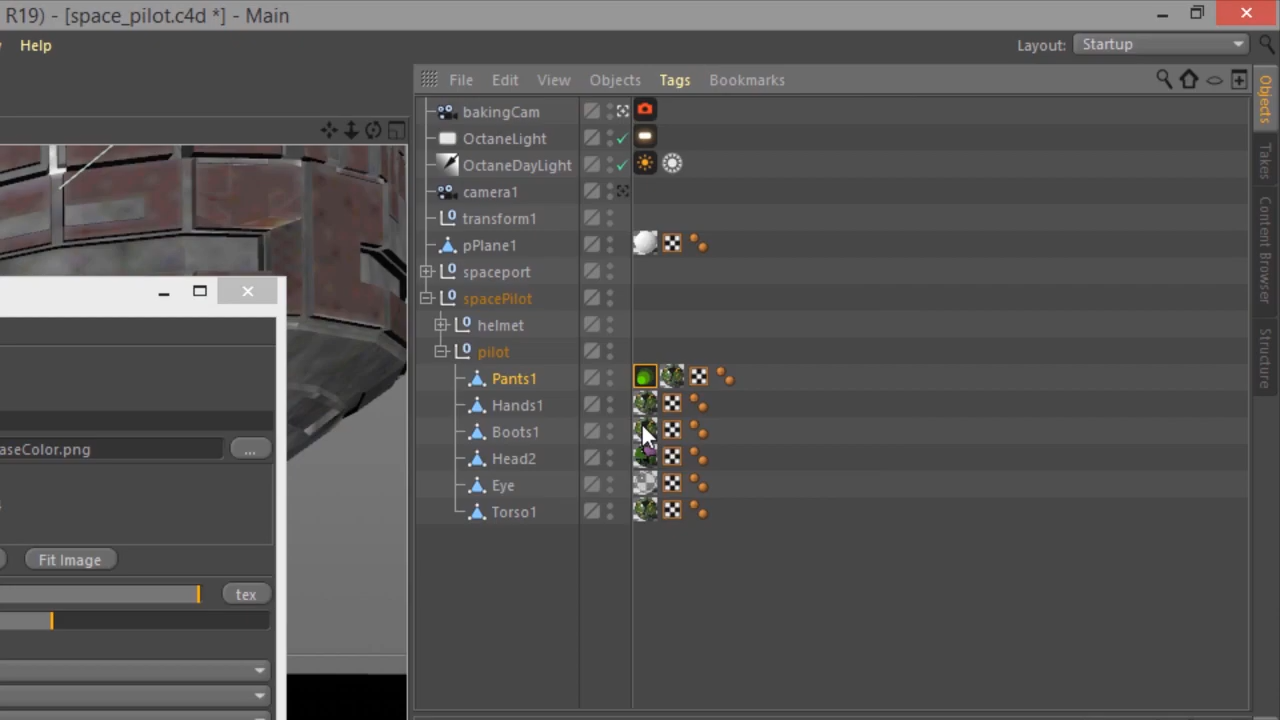 R19) - [space_pilot.c4d *] - Main
Help
Layout: Startup
File Edit View Objects Tags Bookmarks
bakingCam
OctaneLight
OctaneDayLight
camera1
transform1
pPlane1
spaceport
spacePilot
helmet
pilot
Pants1
Hands1
Boots1
Head2
Eye
Torso1
aseColor.png ...
Fit Image
tex
Objects
Takes
Content Browser
Structure